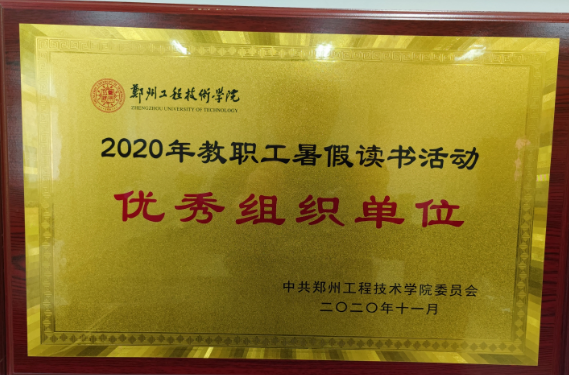 郑州工程技术学院
ZHENGZHOU UNIVERSITY OF TECHNOLOGY
2020年教职工暑假读书活动
优秀组织单位
中共郑州工程技术学院委员会
二〇二〇年十一月